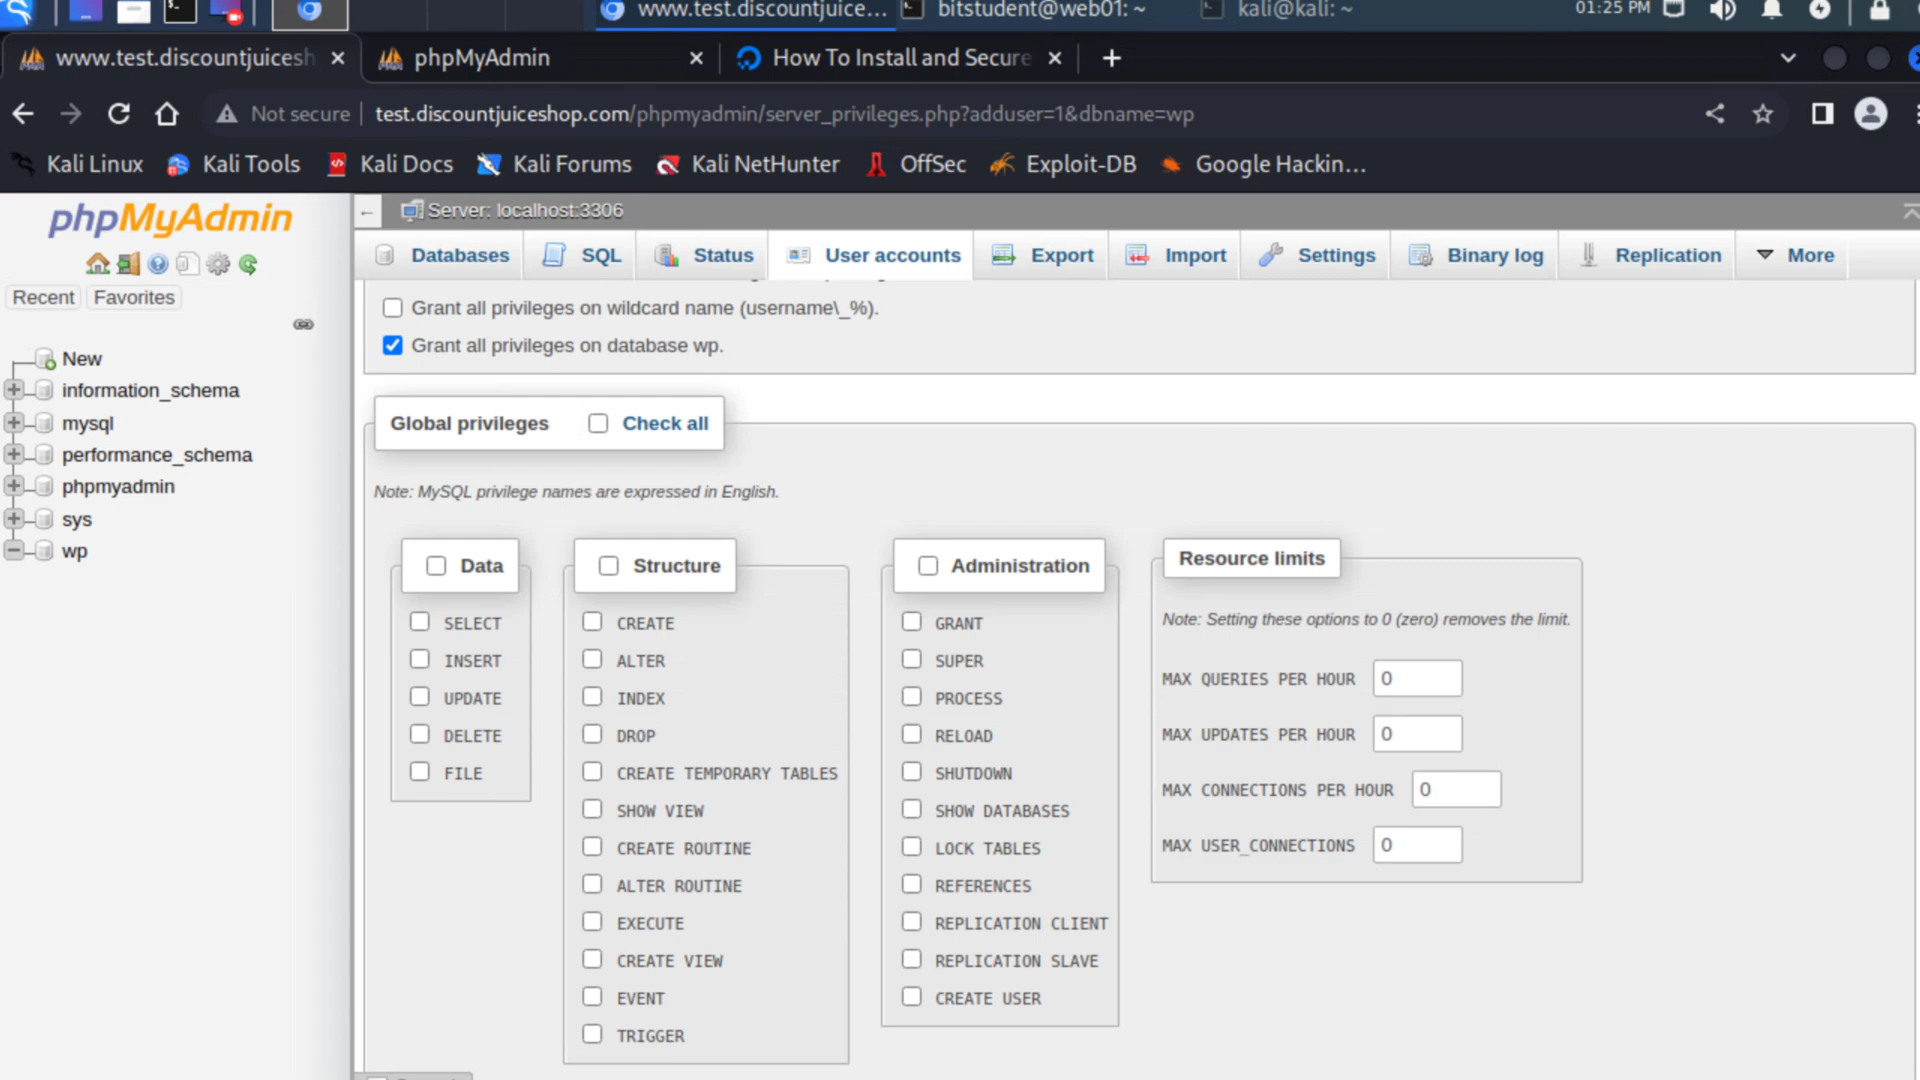 www.test.discountjuice... bitstudent@web01: ~ kali@kali: ~ 01:25 PM
www.test.discountjuicesh phpMyAdmin How To Install and Secure
Not secure test.discountjuiceshop.com/phpmyadmin/server_privileges.php?adduser=1&dbname=wp
Kali Linux Kali Tools Kali Docs Kali Forums Kali NetHunter OffSec Exploit-DB Google Hackin...
phpMyAdmin
Recent Favorites
New
information_schema
mysql
performance_schema
phpmyadmin
sys
wp
Server: localhost:3306
Databases SQL Status User accounts Export Import Settings Binary log Replication More
Grant all privileges on wildcard name (username\_%).
Grant all privileges on database wp.
Global privileges Check all
Note: MySQL privilege names are expressed in English.
Data
SELECT
INSERT
UPDATE
DELETE
FILE
Structure
CREATE
ALTER
INDEX
DROP
CREATE TEMPORARY TABLES
SHOW VIEW
CREATE ROUTINE
ALTER ROUTINE
EXECUTE
CREATE VIEW
EVENT
TRIGGER
Administration
GRANT
SUPER
PROCESS
RELOAD
SHUTDOWN
SHOW DATABASES
LOCK TABLES
REFERENCES
REPLICATION CLIENT
REPLICATION SLAVE
CREATE USER
Resource limits
Note: Setting these options to 0 (zero) removes the limit.
MAX QUERIES PER HOUR 0
MAX UPDATES PER HOUR 0
MAX CONNECTIONS PER HOUR 0
MAX USER_CONNECTIONS 0